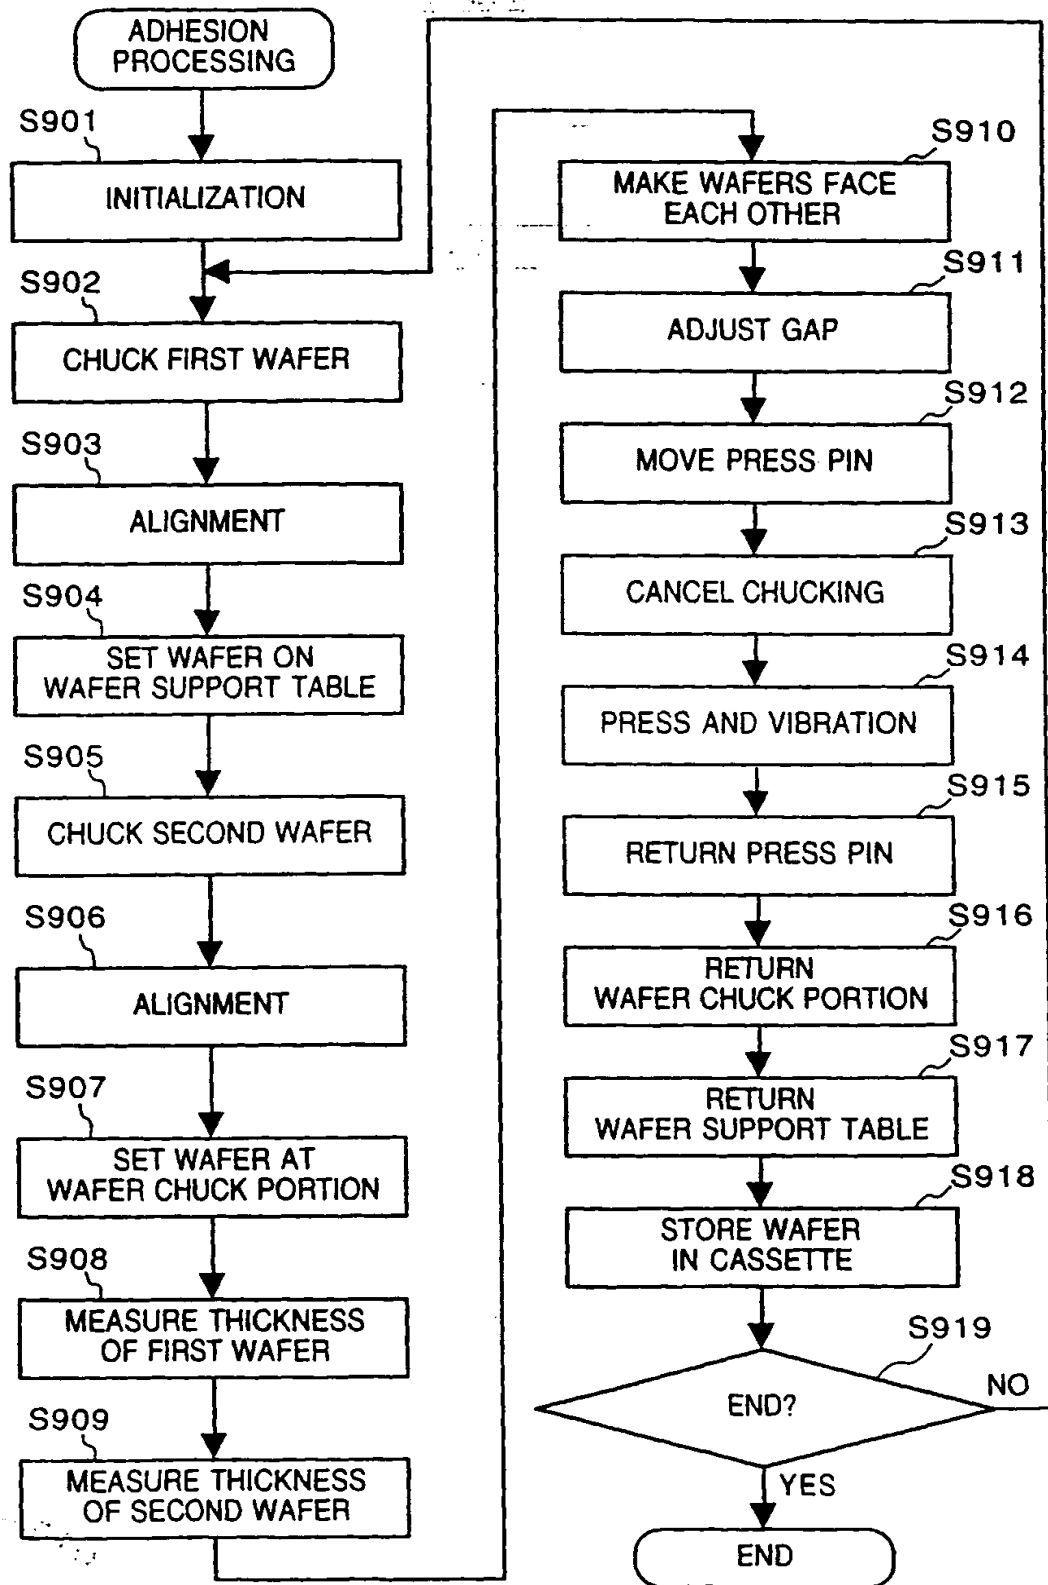 ADHESION
PROCESSING
S901
INITIALIZATION
S902
CHUCK FIRST WAFER
S903
ALIGNMENT
S904
SET WAFER ON
WAFER SUPPORT TABLE
S905
CHUCK SECOND WAFER
S906
ALIGNMENT
S907
SET WAFER AT
WAFER CHUCK PORTION
S908
MEASURE THICKNESS
OF FIRST WAFER
S909
MEASURE THICKNESS
OF SECOND WAFER
S910
MAKE WAFERS FACE
EACH OTHER
S911
ADJUST GAP
S912
MOVE PRESS PIN
S913
CANCEL CHUCKING
S914
PRESS AND VIBRATION
S915
RETURN PRESS PIN
S916
RETURN
WAFER CHUCK PORTION
S917
RETURN
WAFER SUPPORT TABLE
S918
STORE WAFER
IN CASSETTE
S919
END?
NO
YES
END